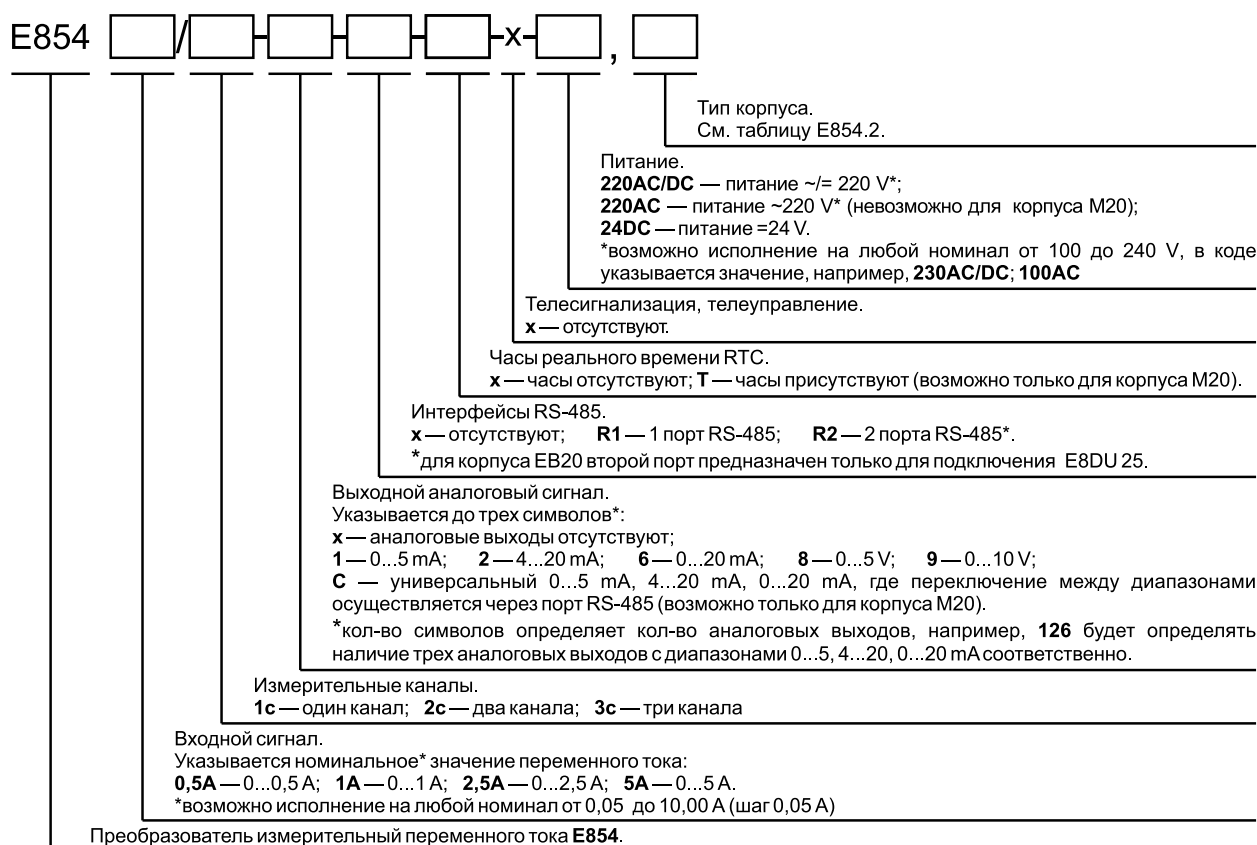 E854 / - - - -x- ,
Тип корпуса.
См. таблицу E854.2.
Питание.
220AC/DC — питание ~/= 220 V*;
220AC — питание ~220 V* (невозможно для корпуса М20);
24DC — питание =24 V.
*возможно исполнение на любой номинал от 100 до 240 V, в коде
указывается значение, например, 230AC/DC; 100AC
Телесигнализация, телеуправление.
х — отсутствуют.
Часы реального времени RTC.
х — часы отсутствуют; Т — часы присутствуют (возможно только для корпуса М20).
Интерфейсы RS-485.
х — отсутствуют; R1 — 1 порт RS-485; R2 — 2 порта RS-485*.
*для корпуса EB20 второй порт предназначен только для подключения E8DU 25.
Выходной аналоговый сигнал.
Указывается до трех символов*:
х — аналоговые выходы отсутствуют;
1 — 0...5 mA; 2 — 4...20 mA; 6 — 0...20 mA; 8 — 0...5 V; 9 — 0...10 V;
С — универсальный 0...5 mA, 4...20 mA, 0...20 mA, где переключение между диапазонами
осуществляется через порт RS-485 (возможно только для корпуса М20).
*кол-во символов определяет кол-во аналоговых выходов, например, 126 будет определять
наличие трех аналоговых выходов с диапазонами 0...5, 4...20, 0...20 mA соответственно.
Измерительные каналы.
1с — один канал; 2с — два канала; 3с — три канала
Входной сигнал.
Указывается номинальное* значение переменного тока:
0,5А — 0...0,5 А; 1А — 0...1 А; 2,5А — 0...2,5 А; 5А — 0...5 А.
*возможно исполнение на любой номинал от 0,05 до 10,00 А (шаг 0,05 А)
Преобразователь измерительный переменного тока E854.